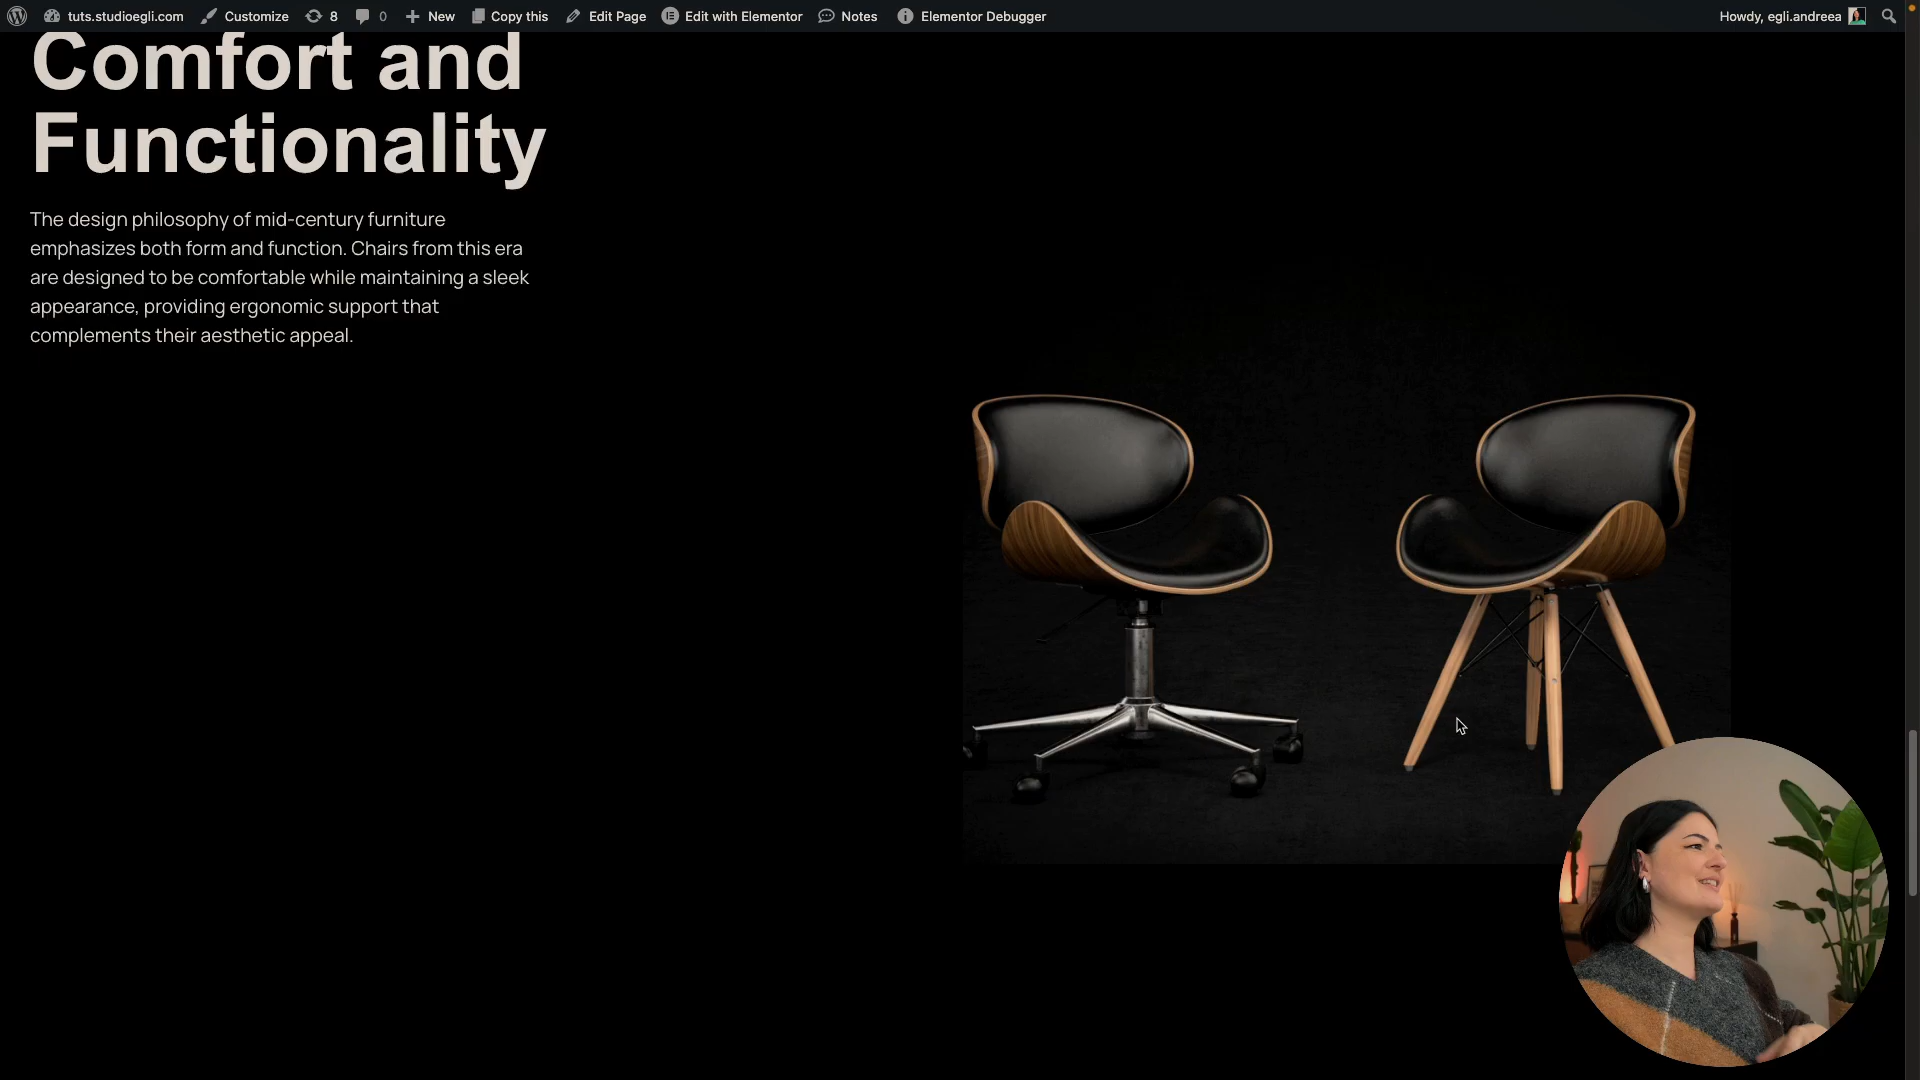 tuts.studioegli.com Customize 8 0 New Copy this Edit Page Edit with Elementor Notes Elementor Debugger Howdy, egli.andreea
Comfort and
Functionality
The design philosophy of mid-century furniture
emphasizes both form and function. Chairs from this era
are designed to be comfortable while maintaining a sleek
appearance, providing ergonomic support that
complements their aesthetic appeal.